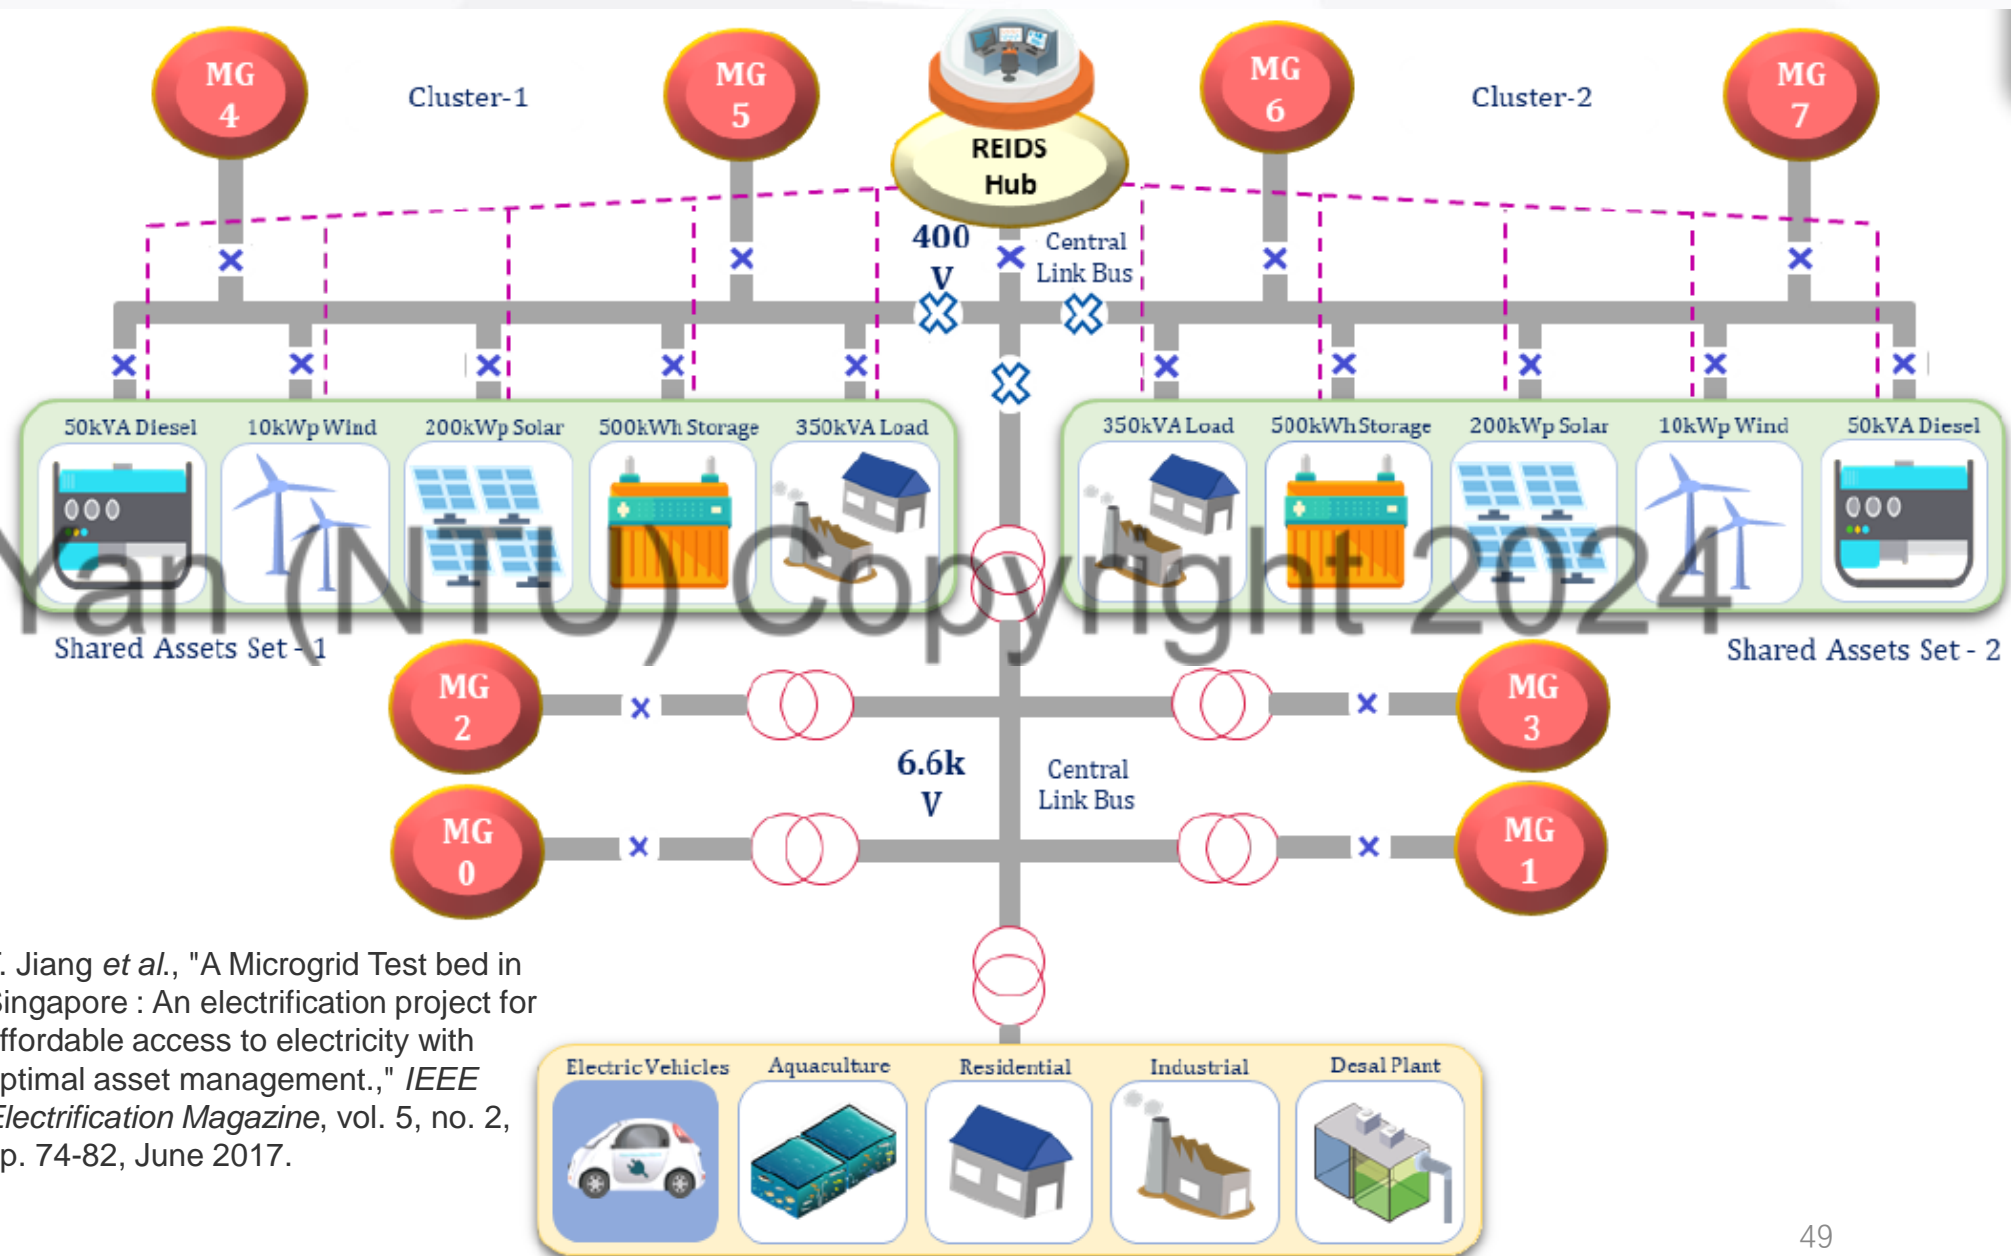 MG
4
Cluster-1
MG
5
REIDS
Hub
MG
6
Cluster-2
MG
7
400
V
Central
Link Bus
50kVA Diesel
10kWp Wind
200kWp Solar
500kWh Storage
350kVA Load
350kVA Load
500kWh Storage
200kWp Solar
10kWp Wind
50kVA Diesel
Yan (NTU) Copyright 2024
Shared Assets Set - 1
Shared Assets Set - 2
MG
2
MG
3
6.6k
V
Central
Link Bus
MG
0
MG
1
. Jiang et al., "A Microgrid Test bed in
Singapore : An electrification project for
ffordable access to electricity with
ptimal asset management.," IEEE
Electrification Magazine, vol. 5, no. 2,
p. 74-82, June 2017.
Electric Vehicles
Aquaculture
Residential
Industrial
Desal Plant
49